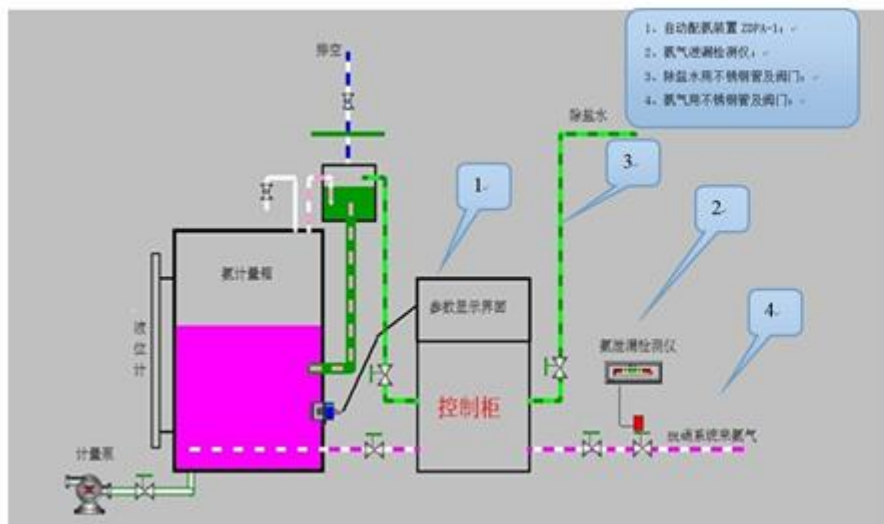 1、自动配氨装置 ZDPA-1；
2、氨气泄漏检测仪；
3、除盐水用不锈钢管及阀门；
4、氨气用不锈钢管及阀门；
排空
除盐水
3
1
2
氨计量箱
参数显示界面
4
液位计
氨泄漏检测仪
控制柜
脱硝系统来氨气
计量泵